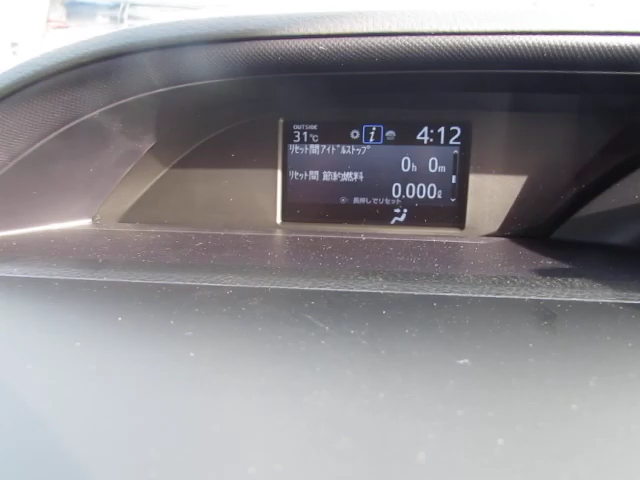 OUTSIDE
31℃ i 4:12
リセット間アイドルストップ
0h 0m
リセット間 節約燃料
0.000ℓ
長押しでリセット